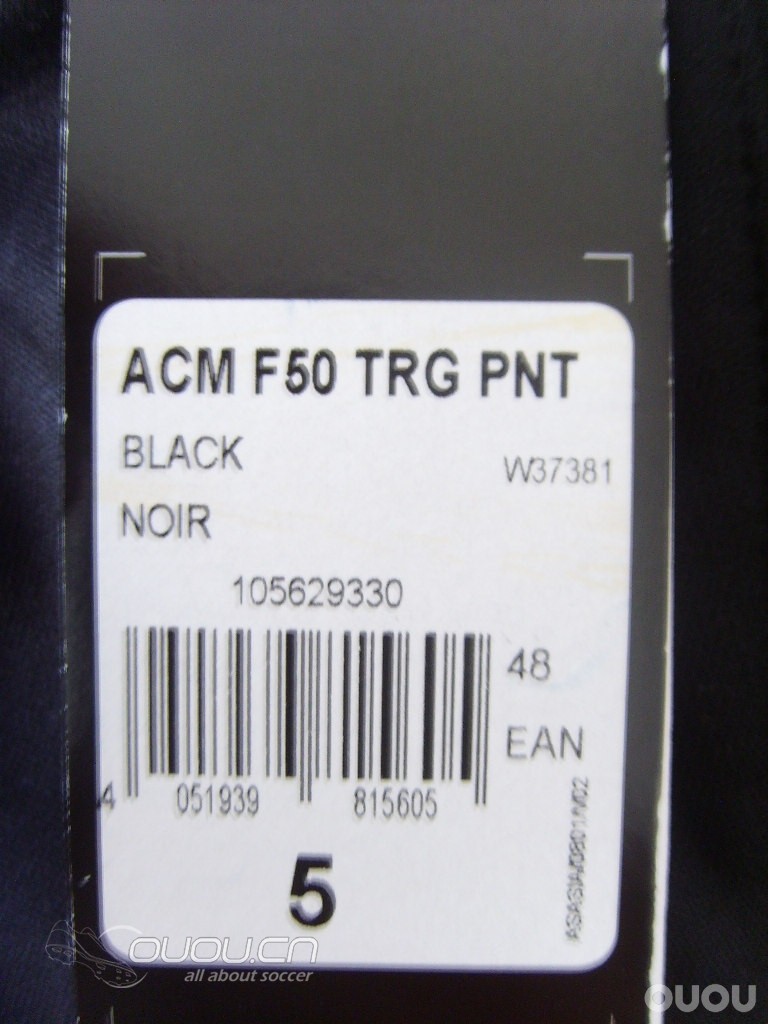 ACM F50 TRG PNT
BLACK
W37381
NOIR
105629330
48
EAN
4 051939 815605
5
OUOU.CN
all about soccer
OUOU